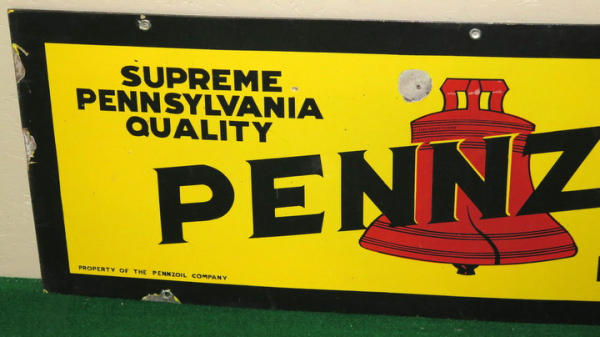 SUPREME
PENNSYLVANIA
QUALITY
PENNZ
PROPERTY OF THE PENNZOIL COMPANY